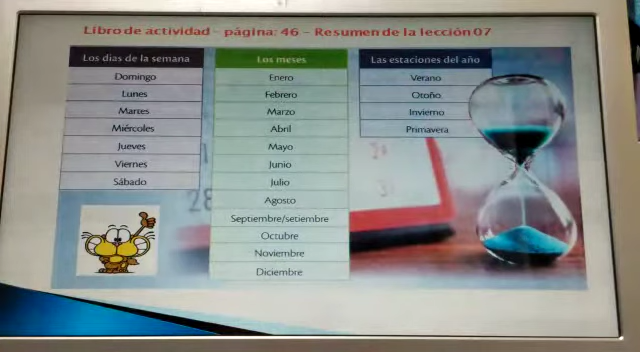 Libro de actividad - página: 46 - Resumen de la lección 07
Los días de la semana
Domingo
Lunes
Martes
Miércoles
Jueves
Viernes
Sábado
Los meses
Enero
Febrero
Marzo
Abril
Mayo
Junio
Julio
Agosto
Septiembre/setiembre
Octubre
Noviembre
Diciembre
Las estaciones del año
Verano
Otoño
Invierno
Primavera
28